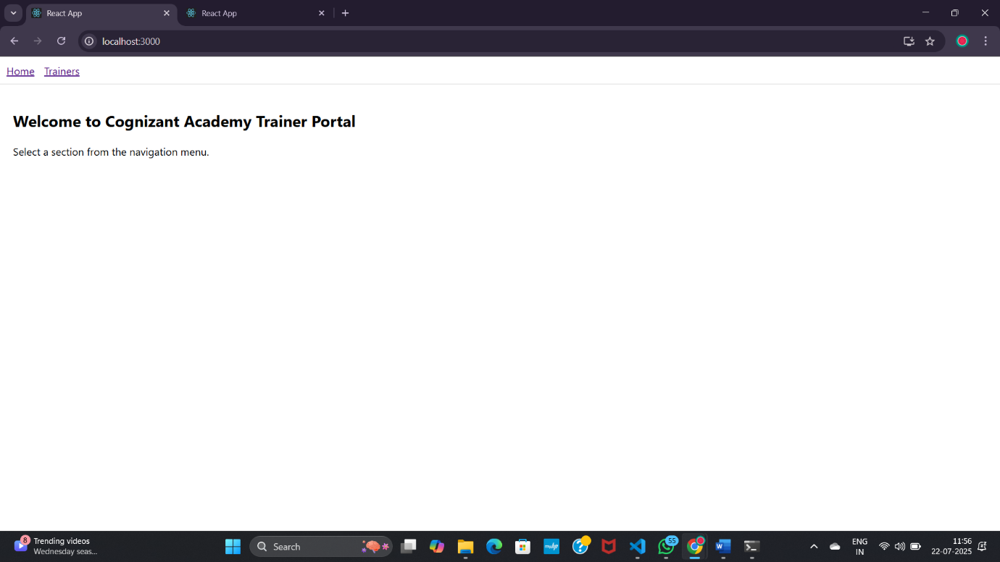 React App
React App
localhost:3000
Home Trainers
Welcome to Cognizant Academy Trainer Portal
Select a section from the navigation menu.
8
Trending videos
Wednesday seas...
Search
myhp
55
ENG
IN
11:56
22-07-2025